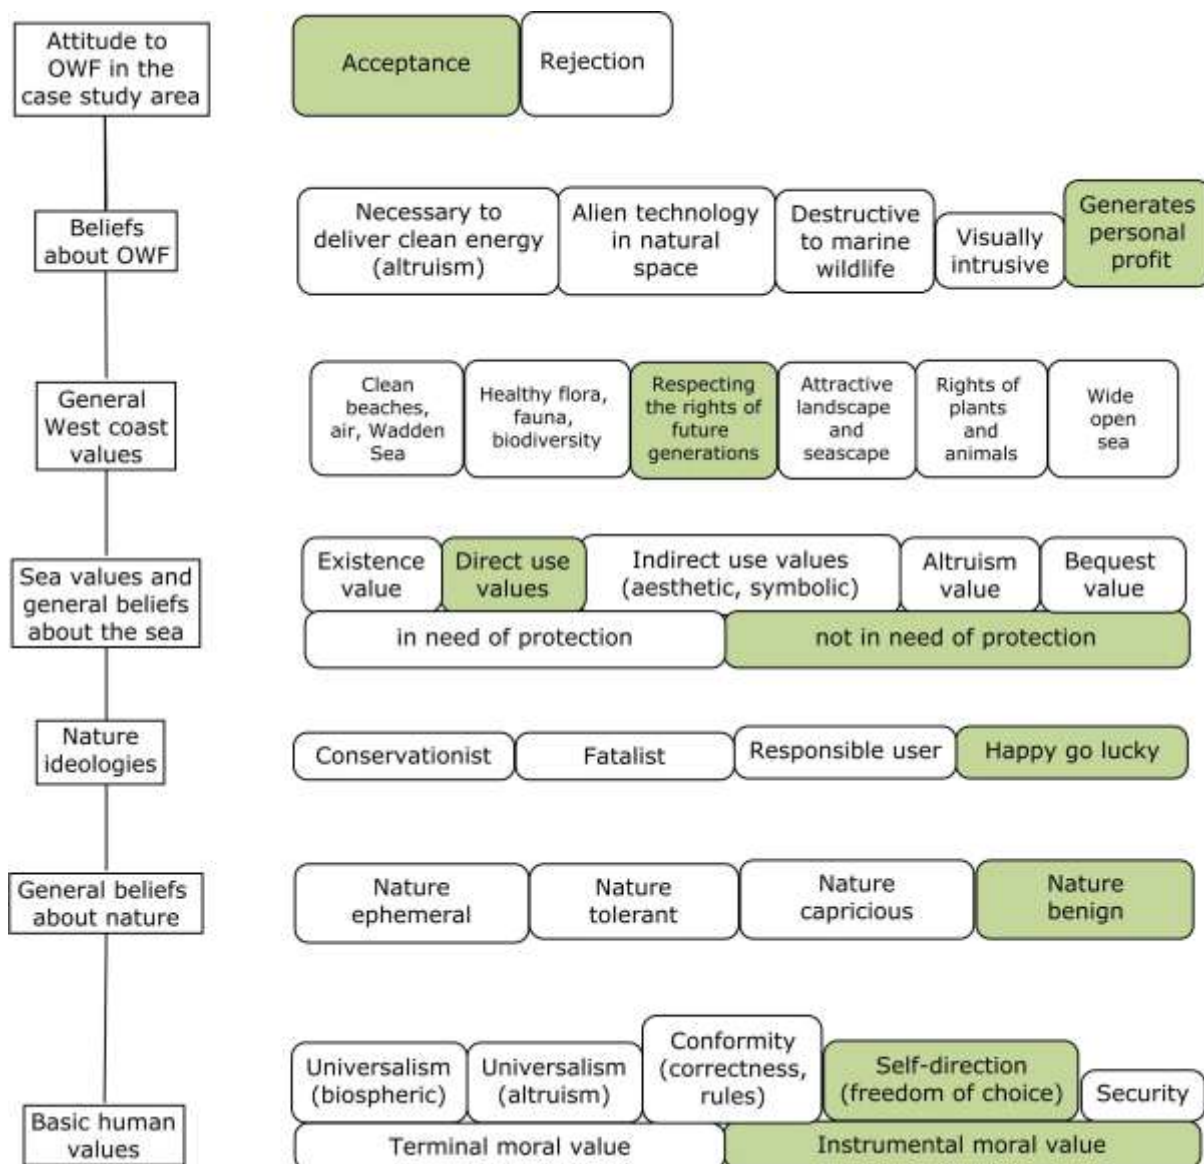 Attitude to
OWF in the
case study area
Acceptance
Rejection
Beliefs
about OWF
Necessary to
deliver clean energy
(altruism)
Alien technology
in natural
space
Destructive
to marine
wildlife
Visually
intrusive
Generates
personal
profit
General
West coast
values
Clean
beaches,
air, Wadden
Sea
Healthy flora,
fauna,
biodiversity
Respecting
the rights of
future
generations
Attractive
landscape
and
seascape
Rights of
plants
and
animals
Wide
open
sea
Sea values and
general beliefs
about the sea
Existence
value
Direct use
values
Indirect use values
(aesthetic, symbolic)
Altruism
value
Bequest
value
in need of protection
not in need of protection
Nature
ideologies
Conservationist
Fatalist
Responsible user
Happy go lucky
General beliefs
about nature
Nature
ephemeral
Nature
tolerant
Nature
capricious
Nature
benign
Basic human
values
Universalism
(biospheric)
Universalism
(altruism)
Conformity
(correctness,
rules)
Self-direction
(freedom of choice)
Security
Terminal moral value
Instrumental moral value